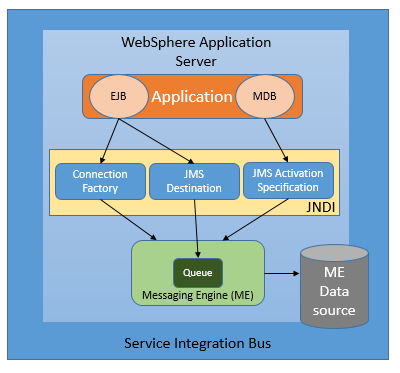 WebSphere Application
Server
EJB
Application
MDB
Connection
Factory
JMS
Destination
JMS Activation
Specification
JNDI
Queue
Messaging Engine (ME)
ME
Data
source
Service Integration Bus